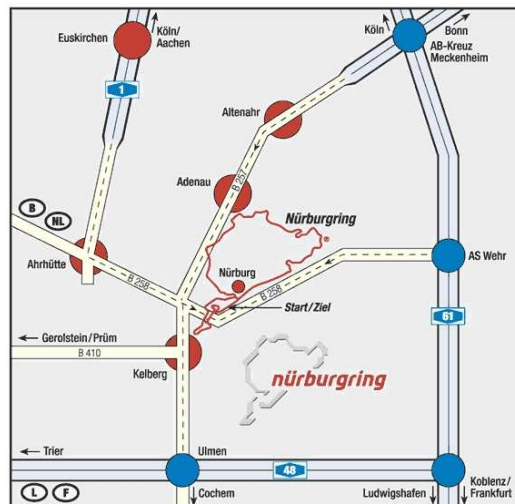 Euskirchen
Köln/
Aachen
Köln
Bonn
AB-Kreuz
Meckenheim
1
Altenahr
B 257
Adenau
B
NL
Nürburgring
Ahrhütte
Nürburg
AS Wehr
B 258
B 258
Start/Ziel
61
Gerolstein/Prüm
B 410
Kelberg
nürburgring
Trier
Ulmen
48
L
F
Cochem
Ludwigshafen
Koblenz/
Frankfurt